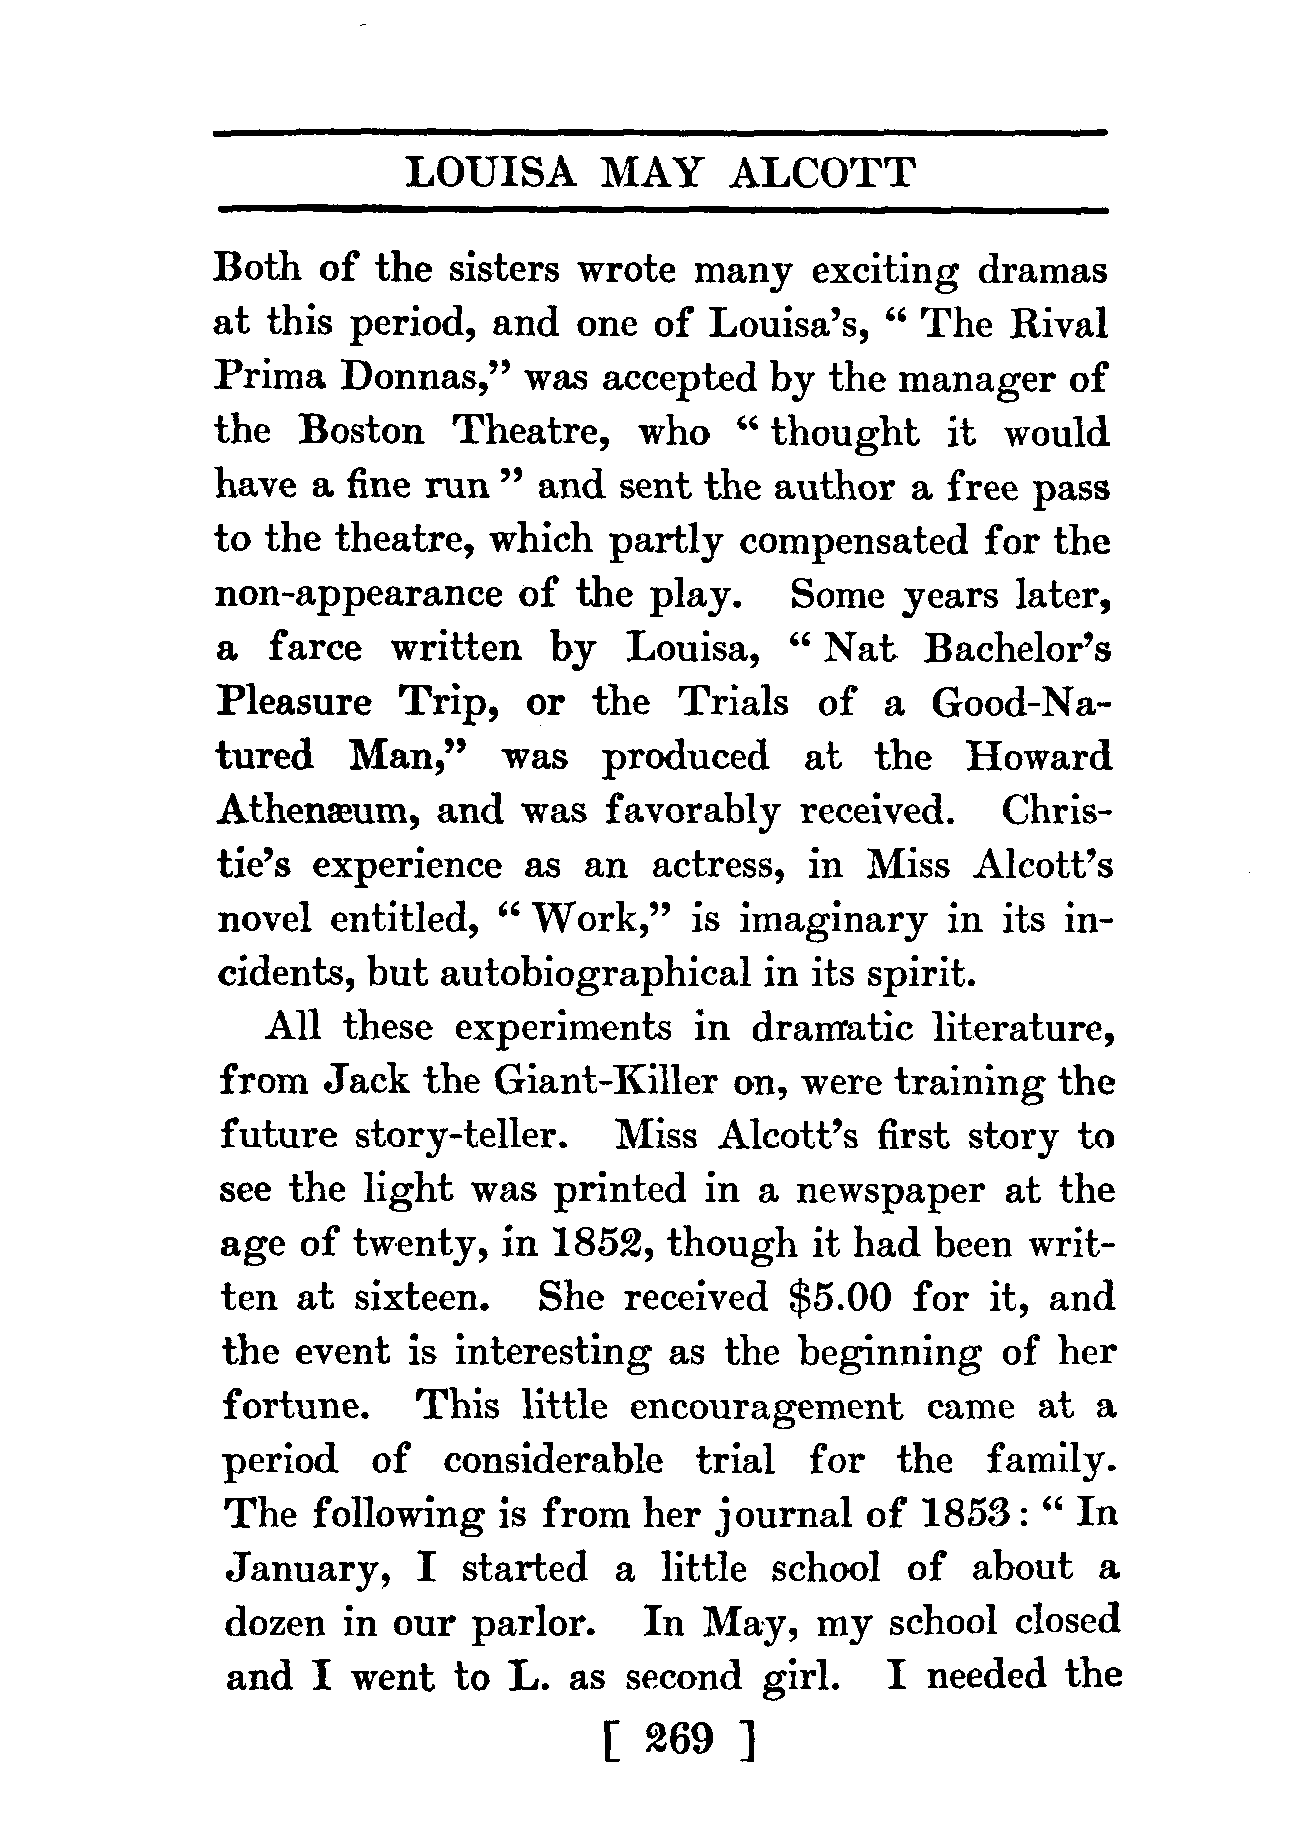 LOUISA MAY ALCOTT
Both of the sisters wrote many exciting dramas
at this period, and one of Louisa's, “ The Rival
Prima Donnas,” was accepted by the manager of
the Boston Theatre, who “ thought it would
have a fine run ” and sent the author a free pass
to the theatre, which partly compensated for the
non-appearance of the play. Some years later,
a farce written by Louisa, “ Nat Bachelor's
Pleasure Trip, or the Trials of a Good-Na-
tured Man,” was produced at the Howard
Athenæum, and was favorably received. Chris-
tie's experience as an actress, in Miss Alcott's
novel entitled, “ Work,” is imaginary in its in-
cidents, but autobiographical in its spirit.
All these experiments in dramatic literature,
from Jack the Giant-Killer on, were training the
future story-teller. Miss Alcott's first story to
see the light was printed in a newspaper at the
age of twenty, in 1852, though it had been writ-
ten at sixteen. She received $5.00 for it, and
the event is interesting as the beginning of her
fortune. This little encouragement came at a
period of considerable trial for the family.
The following is from her journal of 1853: “ In
January, I started a little school of about a
dozen in our parlor. In May, my school closed
and I went to L. as second girl. I needed the
[ 269 ]